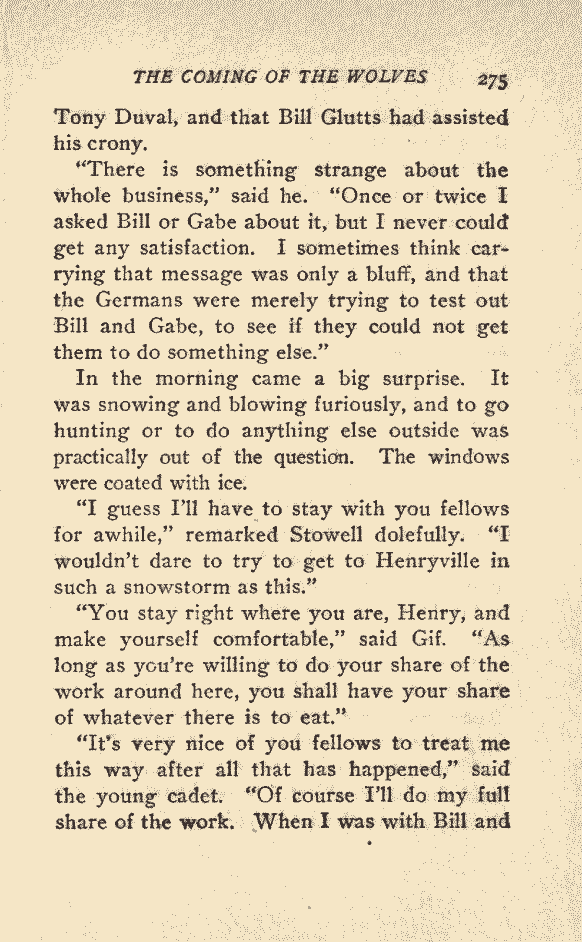 THE COMING OF THE WOLVES 275
Tony Duval, and that Bill Glutts had assisted
his crony.
"There is something strange about the
whole business," said he. "Once or twice I
asked Bill or Gabe about it, but I never could
get any satisfaction. I sometimes think car-
rying that message was only a bluff, and that
the Germans were merely trying to test out
Bill and Gabe, to see if they could not get
them to do something else."
In the morning came a big surprise. It
was snowing and blowing furiously, and to go
hunting or to do anything else outside was
practically out of the question. The windows
were coated with ice.
"I guess I'll have to stay with you fellows
for awhile," remarked Stowell dolefully. "I
wouldn't dare to try to get to Henryville in
such a snowstorm as this."
"You stay right where you are, Henry, and
make yourself comfortable," said Gif. "As
long as you're willing to do your share of the
work around here, you shall have your share
of whatever there is to eat."
"It's very nice of you fellows to treat me
this way after all that has happened," said
the young cadet. "Of course I'll do my full
share of the work. When I was with Bill and